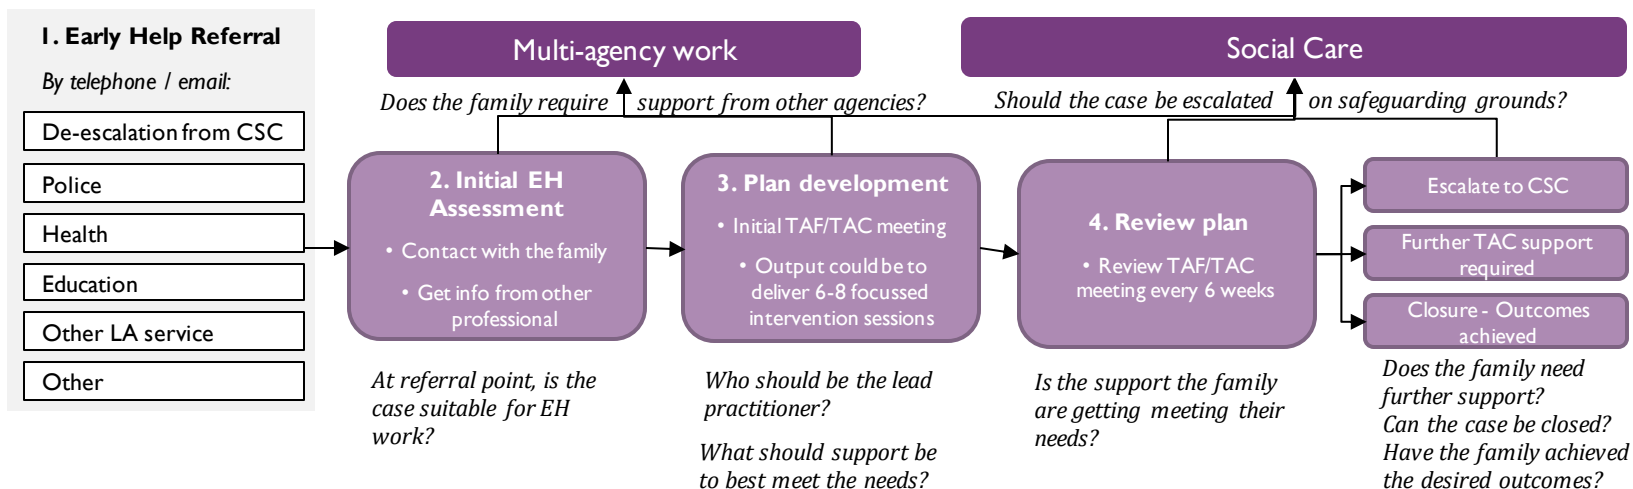 1. Early Help Referral
By telephone / email:
De-escalation from CSC
Police
Health
Education
Other LA service
Other
Multi-agency work
Social Care
Does the family require support from other agencies?
Should the case be escalated on safeguarding grounds?
2. Initial EH
Assessment
• Contact with the family
• Get info from other
professional
At referral point, is the
case suitable for EH
work?
3. Plan development
• Initial TAF/TAC meeting
• Output could be to
deliver 6-8 focussed
intervention sessions
Who should be the lead
practitioner?
What should support be
to best meet the needs?
4. Review plan
• Review TAF/TAC
meeting every 6 weeks
Is the support the family
are getting meeting their
needs?
Escalate to CSC
Further TAC support
required
Closure - Outcomes
achieved
Does the family need
further support?
Can the case be closed?
Have the family achieved
the desired outcomes?